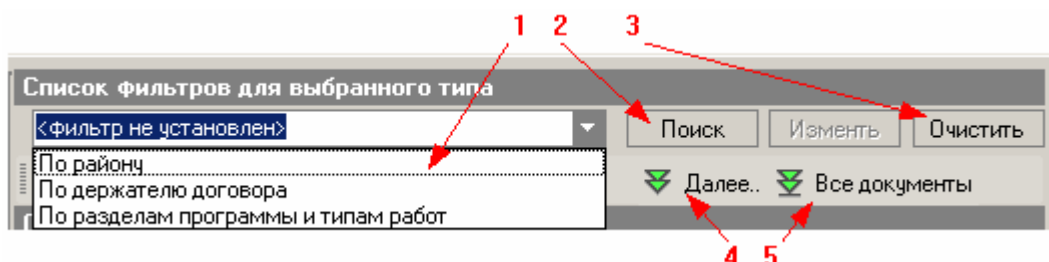 1 2 3
Список фильтров для выбранного типа
<фильтр не установлен> Поиск Изменть Очистить
По району
По держателю договора Далее.. Все документы
По разделам программы и типам работ
4 5